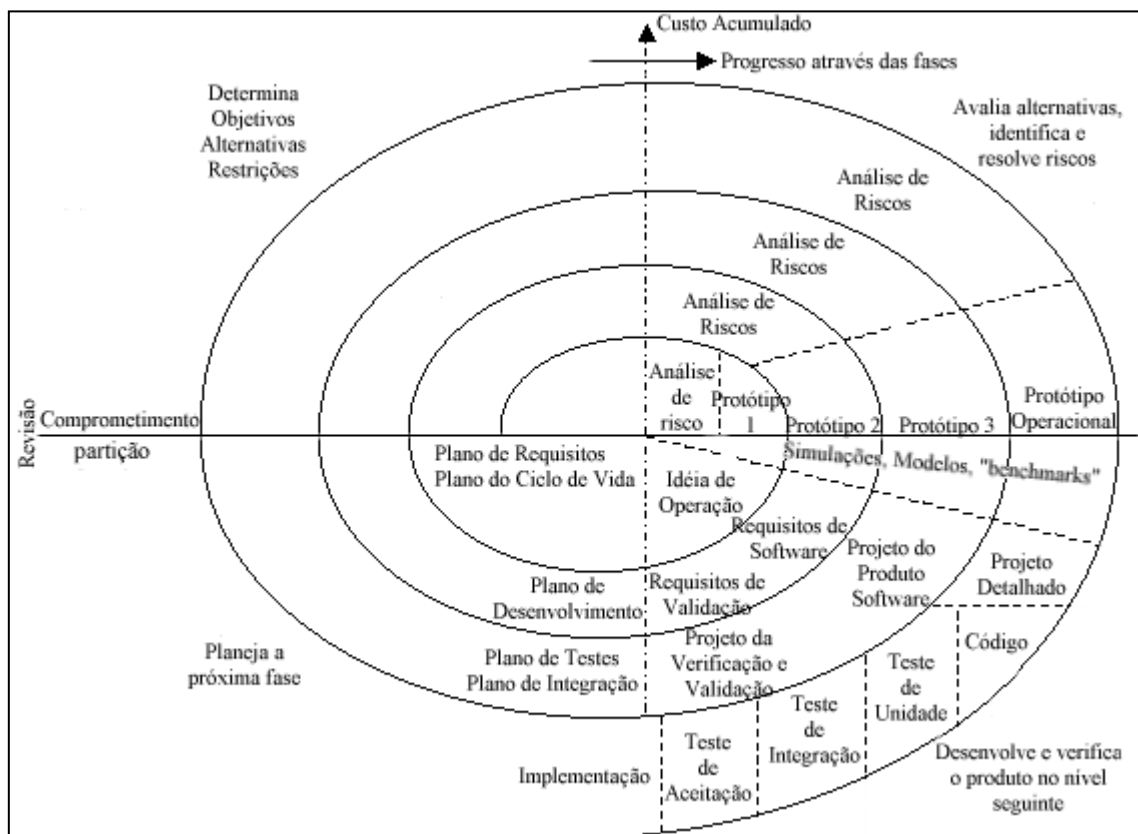 Custo Acumulado
Progresso através das fases
Determina
Objetivos
Alternativas
Restrições
Avalia alternativas,
identifica e
resolve riscos
Análise de
Riscos
Análise de
Riscos
Análise de
Riscos
Análise
de
risco
Protótipo
1
Protótipo 2
Protótipo 3
Protótipo
Operacional
Revisão
Comprometimento
partição
Simulações, Modelos, "benchmarks"
Plano de Requisitos
Plano do Ciclo de Vida
Idéia de
Operação
Requisitos de
Software
Projeto do
Produto
Software
Projeto
Detalhado
Plano de
Desenvolvimento
Requisitos de
Validação
Código
Planeja a
próxima fase
Plano de Testes
Plano de Integração
Projeto da
Verificação e
Validação
Teste
de
Unidade
Teste
de
Integração
Teste
de
Aceitação
Implementação
Desenvolve e verifica
o produto no nível
seguinte